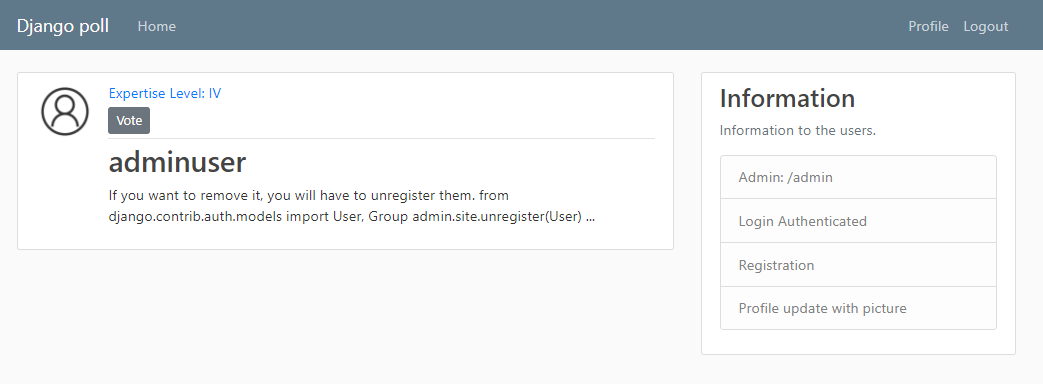 Django poll Home Profile Logout
Expertise Level: IV
Vote
adminuser
If you want to remove it, you will have to unregister them. from
django.contrib.auth.models import User, Group admin.site.unregister(User) ...
Information
Information to the users.
Admin: /admin
Login Authenticated
Registration
Profile update with picture